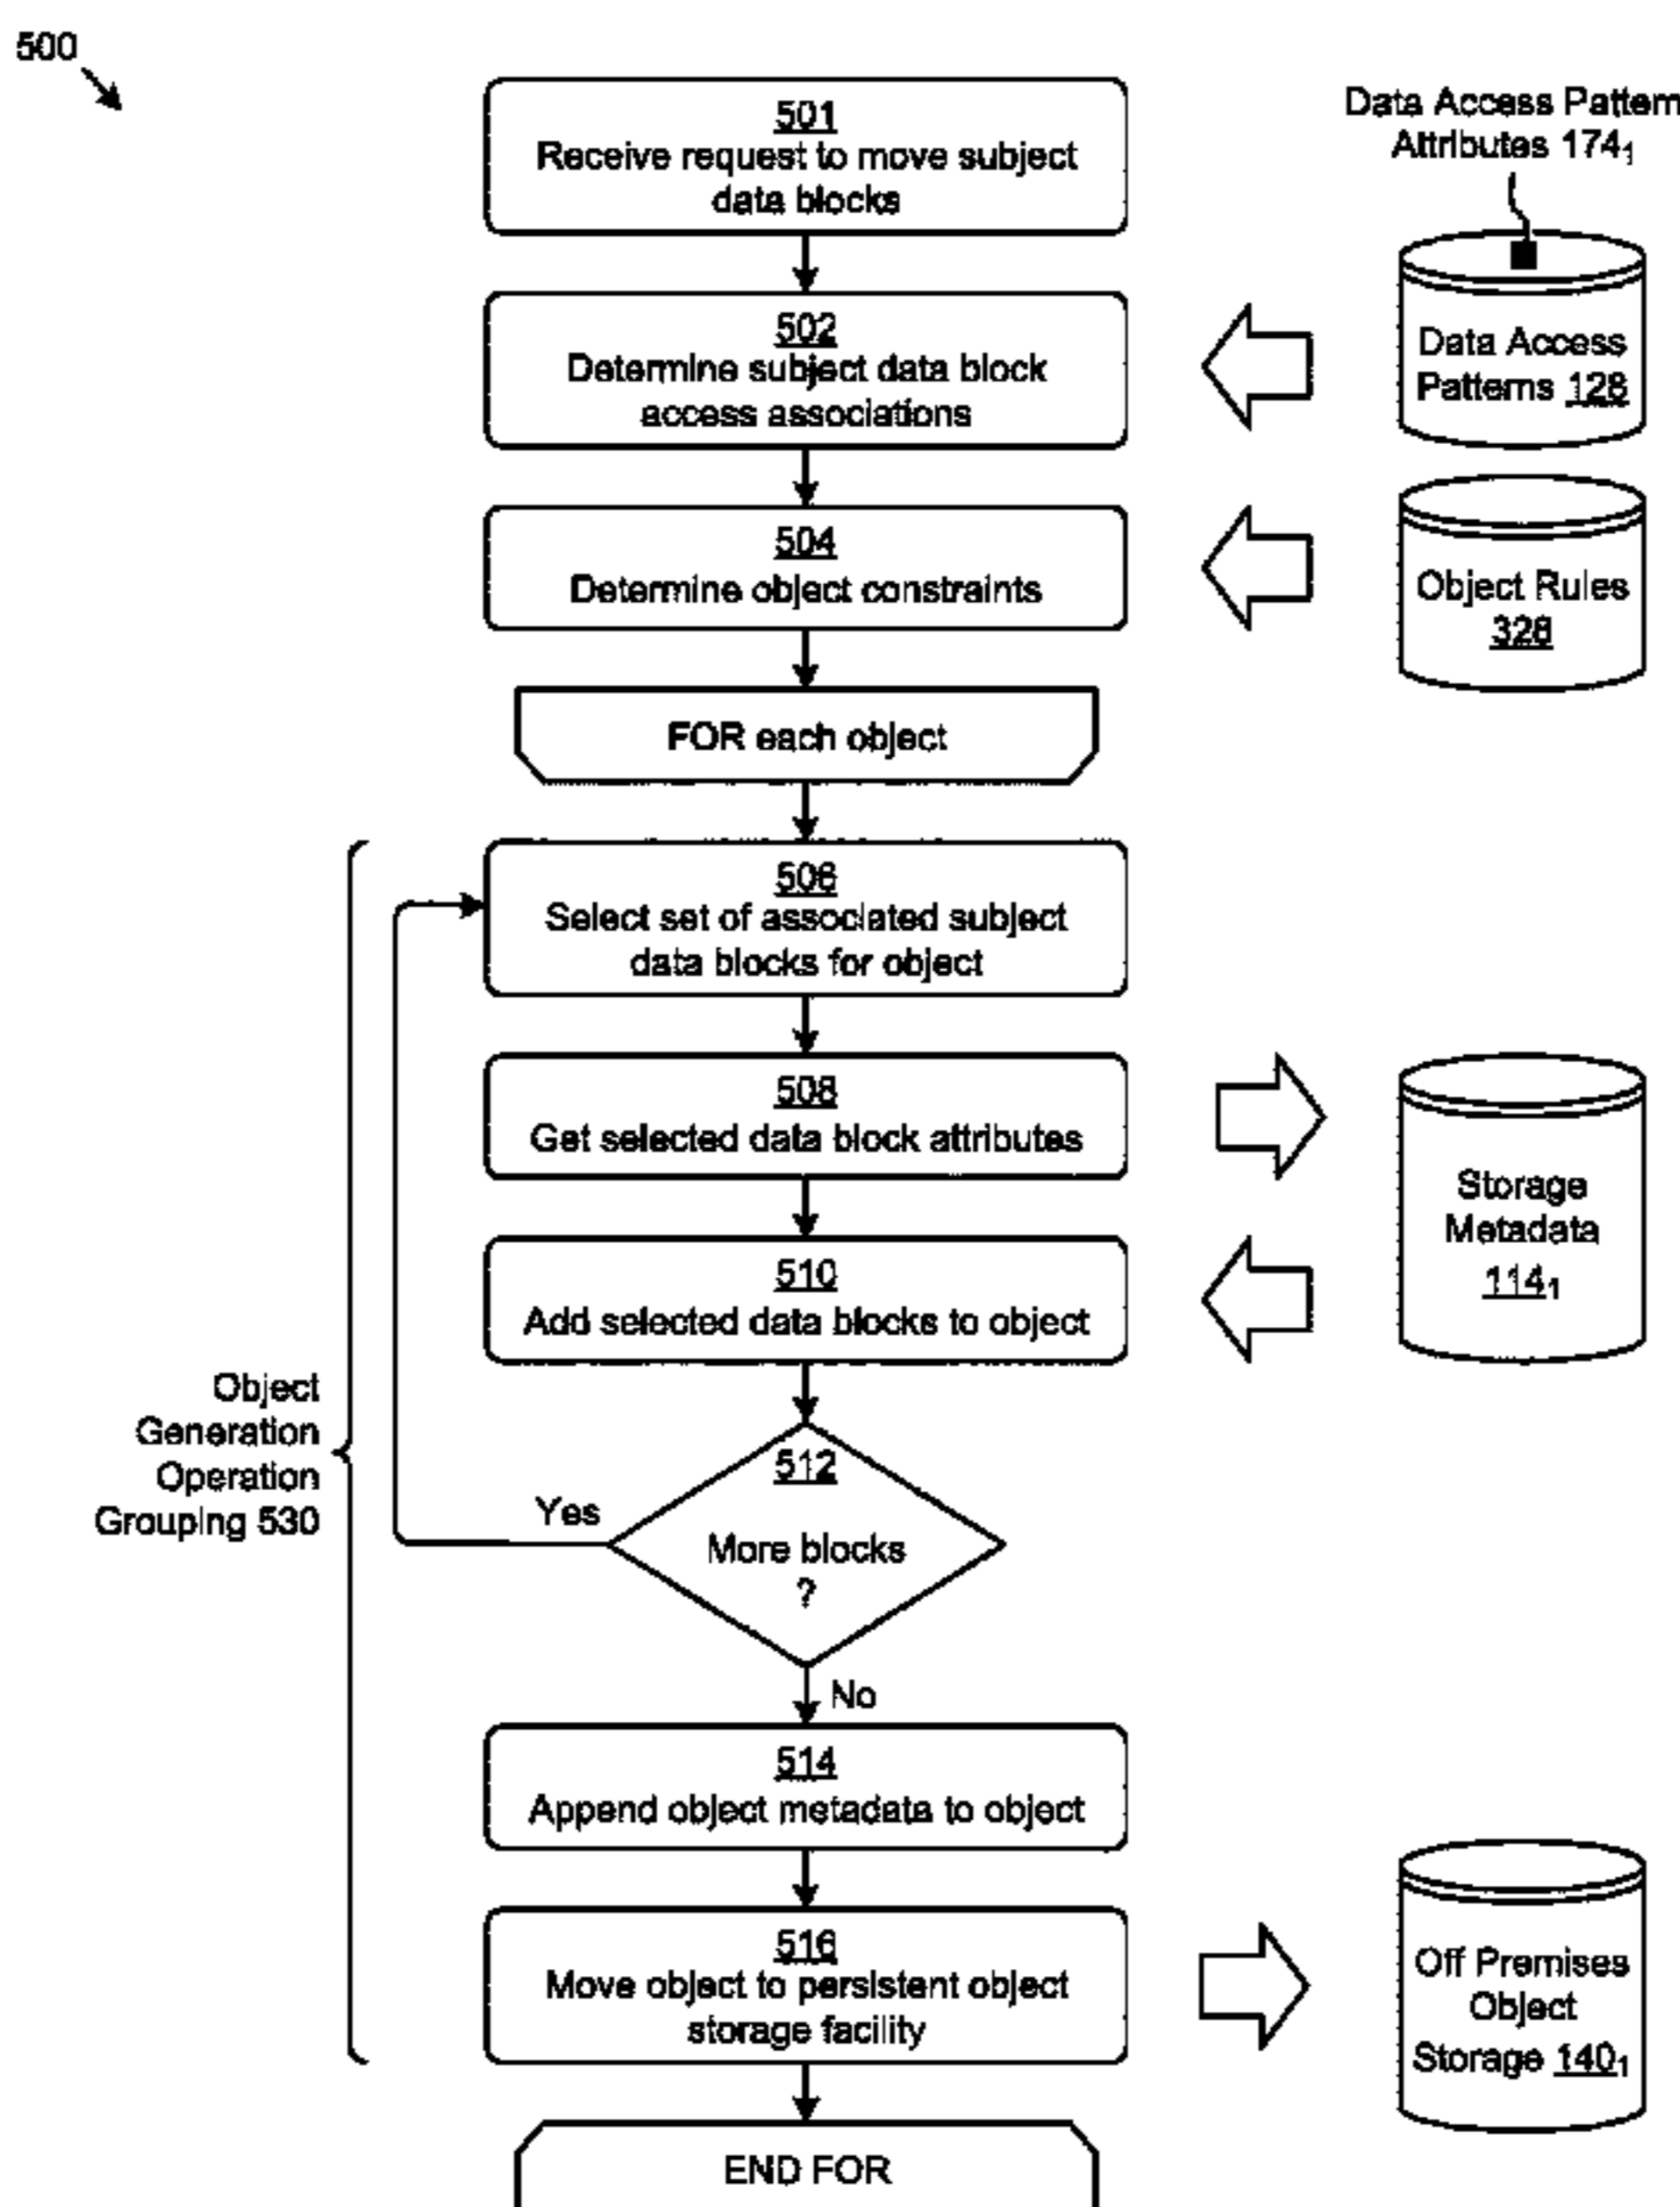 500
501
Receive request to move subject
data blocks
Data Access Pattern
Attributes 174₁
502
Determine subject data block
access associations
Data Access
Patterns 128
504
Determine object constraints
Object Rules
328
FOR each object
506
Select set of associated subject
data blocks for object
508
Get selected data block attributes
Storage
Metadata
114₁
510
Add selected data blocks to object
Object
Generation
Operation
Grouping 530
512
More blocks
?
Yes
No
514
Append object metadata to object
516
Move object to persistent object
storage facility
Off Premises
Object
Storage 140₁
END FOR